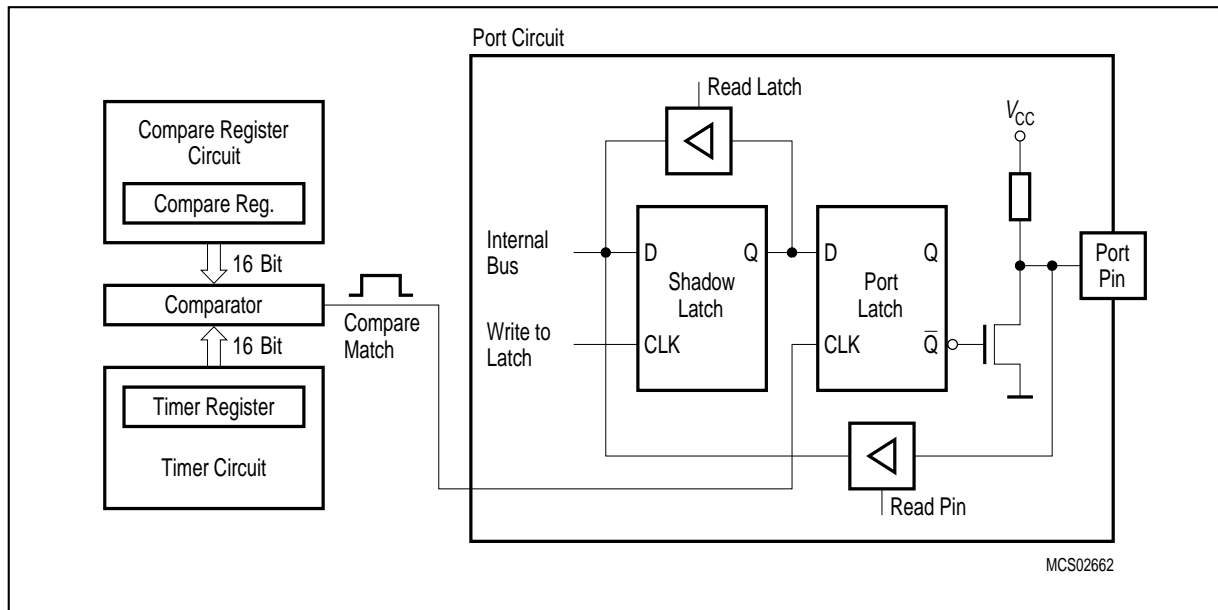 Port Circuit
Read Latch
Compare Register
Circuit
Compare Reg.
16 Bit
Comparator
Compare
Match
16 Bit
Timer Register
Timer Circuit
Internal
Bus
Write to
Latch
D
Q
Shadow
Latch
CLK
D
Q
Port
Latch
CLK
Q̅
VCC
Port
Pin
Read Pin
MCS02662